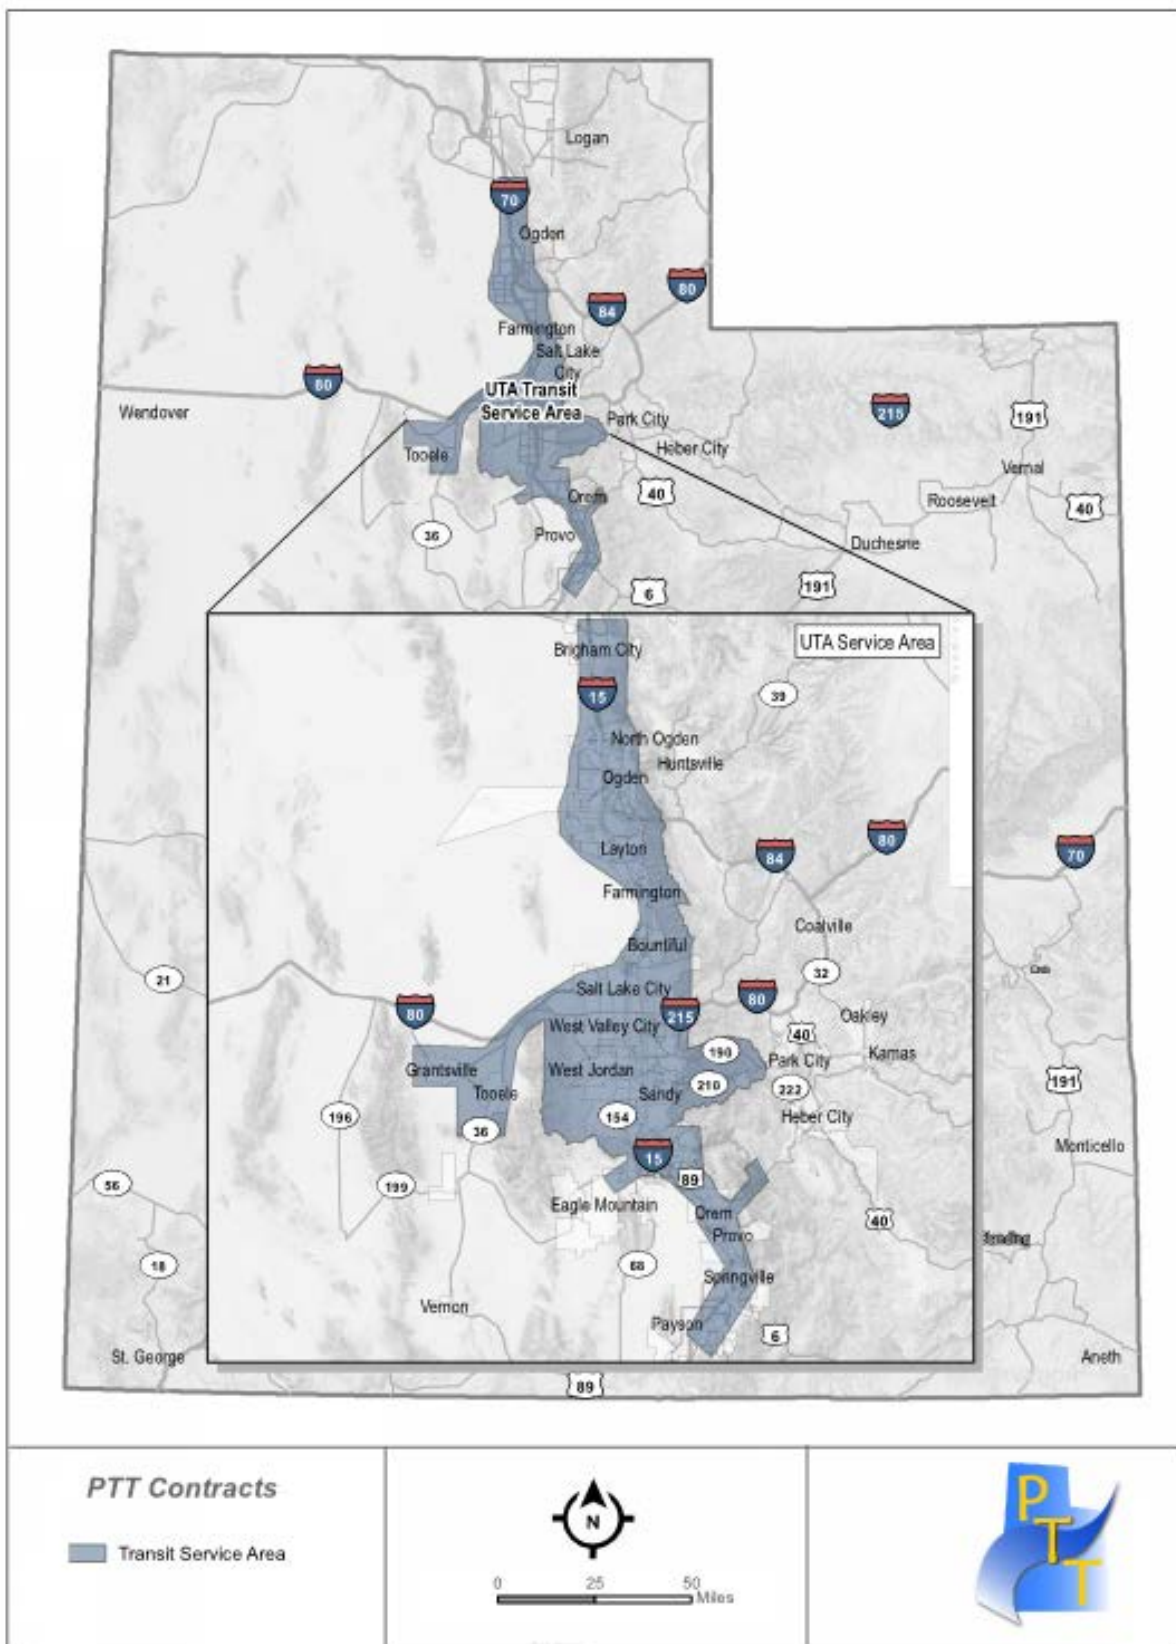 Logan
70
Ogden
80
84
Farmington
Salt Lake
City
80
UTA Transit
Service Area
Wendover
215
191
Park City
Heber City
Tooele
Vernal
40
Orem
Roosevelt
40
36
Provo
Duchesne
6
191
Brigham City
UTA Service Area
15
39
North Ogden
Huntsville
Ogden
80
Layton
84
70
Farmington
Coalville
Bountiful
21
32
Salt Lake City
80
80
215
Oakley
West Valley City
40
190
Kamas
Park City
Grantsville
West Jordan
191
Tooele
Sandy
210
222
196
154
Heber City
36
Monticello
15
56
199
89
Eagle Mountain
Orem
40
Provo
18
68
Springville
Vernon
Payson
6
St. George
Aneth
89
PTT Contracts
Transit Service Area
N
0 25 50
Miles
P
T
T